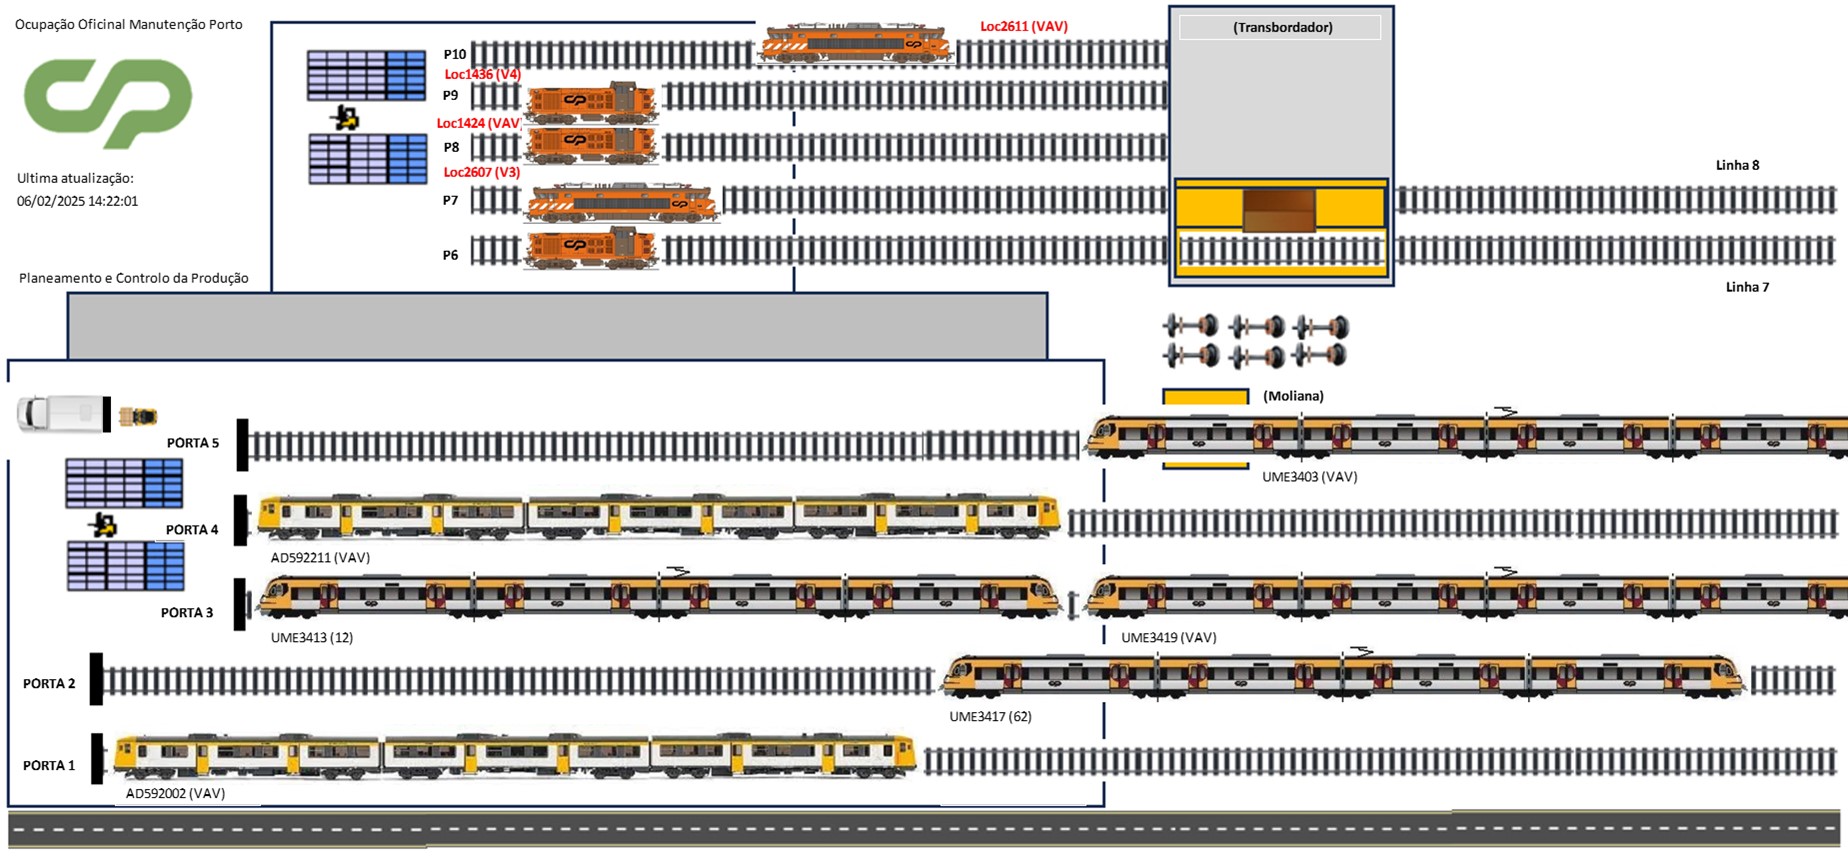 Ocupação Oficinal Manutenção Porto
Ultima atualização:
06/02/2025 14:22:01
Planeamento e Controlo da Produção
Loc2611 (VAV)
P10
Loc1436 (V4)
P9
Loc1424 (VAV)
P8
Loc2607 (V3)
P7
P6
(Transbordador)
Linha 8
Linha 7
(Moliana)
PORTA 5
UME3403 (VAV)
PORTA 4
AD592211 (VAV)
PORTA 3
UME3413 (12)
UME3419 (VAV)
PORTA 2
UME3417 (62)
PORTA 1
AD592002 (VAV)